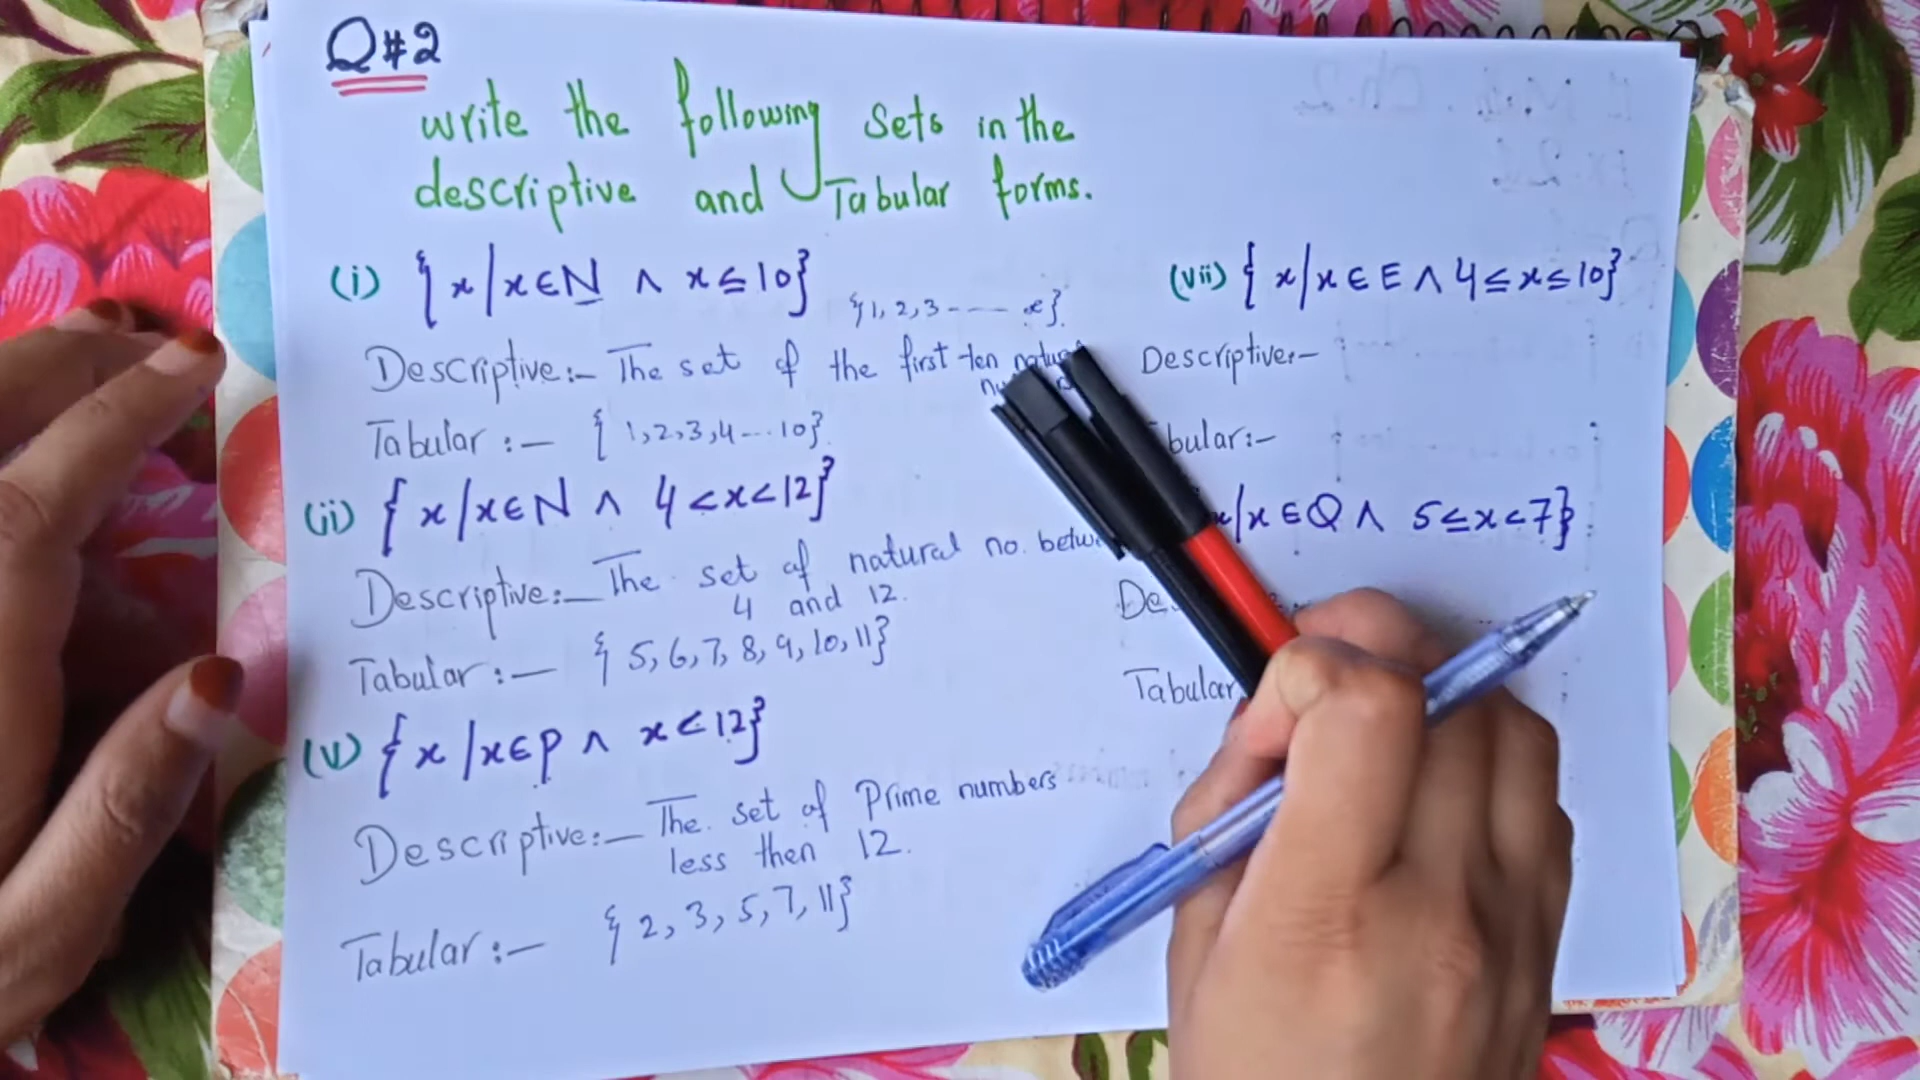 Q#2
write the following sets in the
descriptive and Tabular forms.
(i) { x/x∈N ∧ x≤10}
{1, 2, 3 ---- x}
Descriptive:- The set of the first ten
Tabular :- { 1,2,3,4--.10}
(ii) { x/x∈N ∧ 4<x<12}
Descriptive:- The set of natural no.
4 and 12.
Tabular :- { 5, 6, 7, 8, 9, 10, 11}
(v) { x/x∈p ∧ x<12}
Descriptive:- The set of Prime numbers
less then 12.
Tabular :- { 2, 3, 5, 7, 11}
(vii) { x/x∈E ∧ 4≤x≤10}
Descriptive:-
bular:-
x/x∈Q ∧ 5≤x<7}
De
Tabular